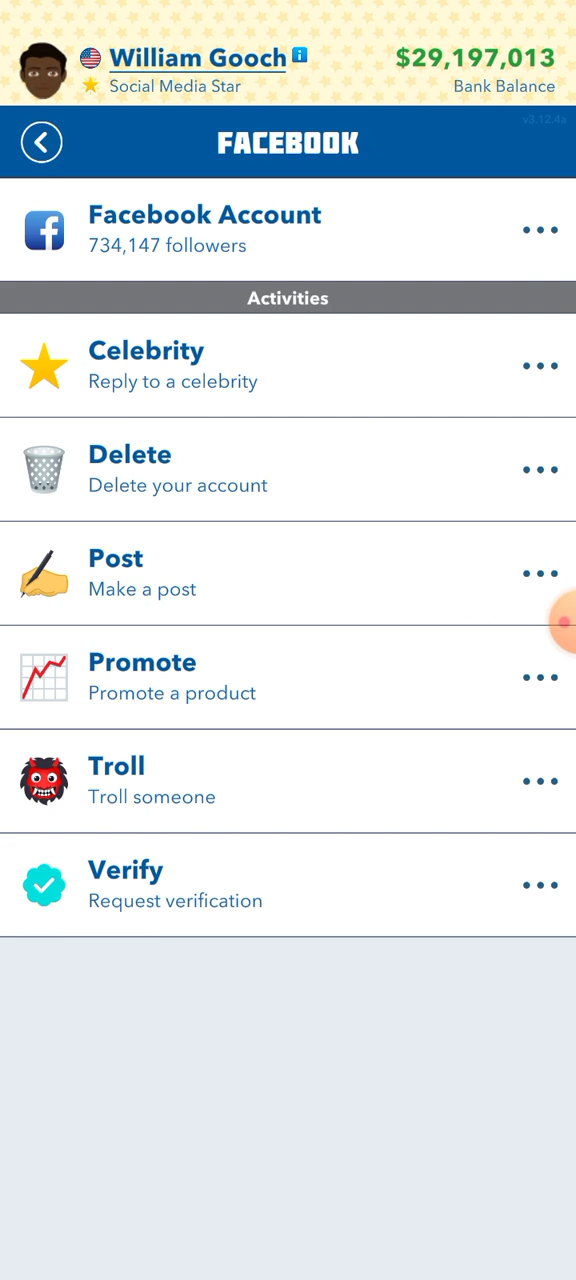 William Gooch
$29,197,013
Social Media Star
Bank Balance
v3.12.4a
FACEBOOK
Facebook Account
734,147 followers
Activities
Celebrity
Reply to a celebrity
Delete
Delete your account
Post
Make a post
Promote
Promote a product
Troll
Troll someone
Verify
Request verification